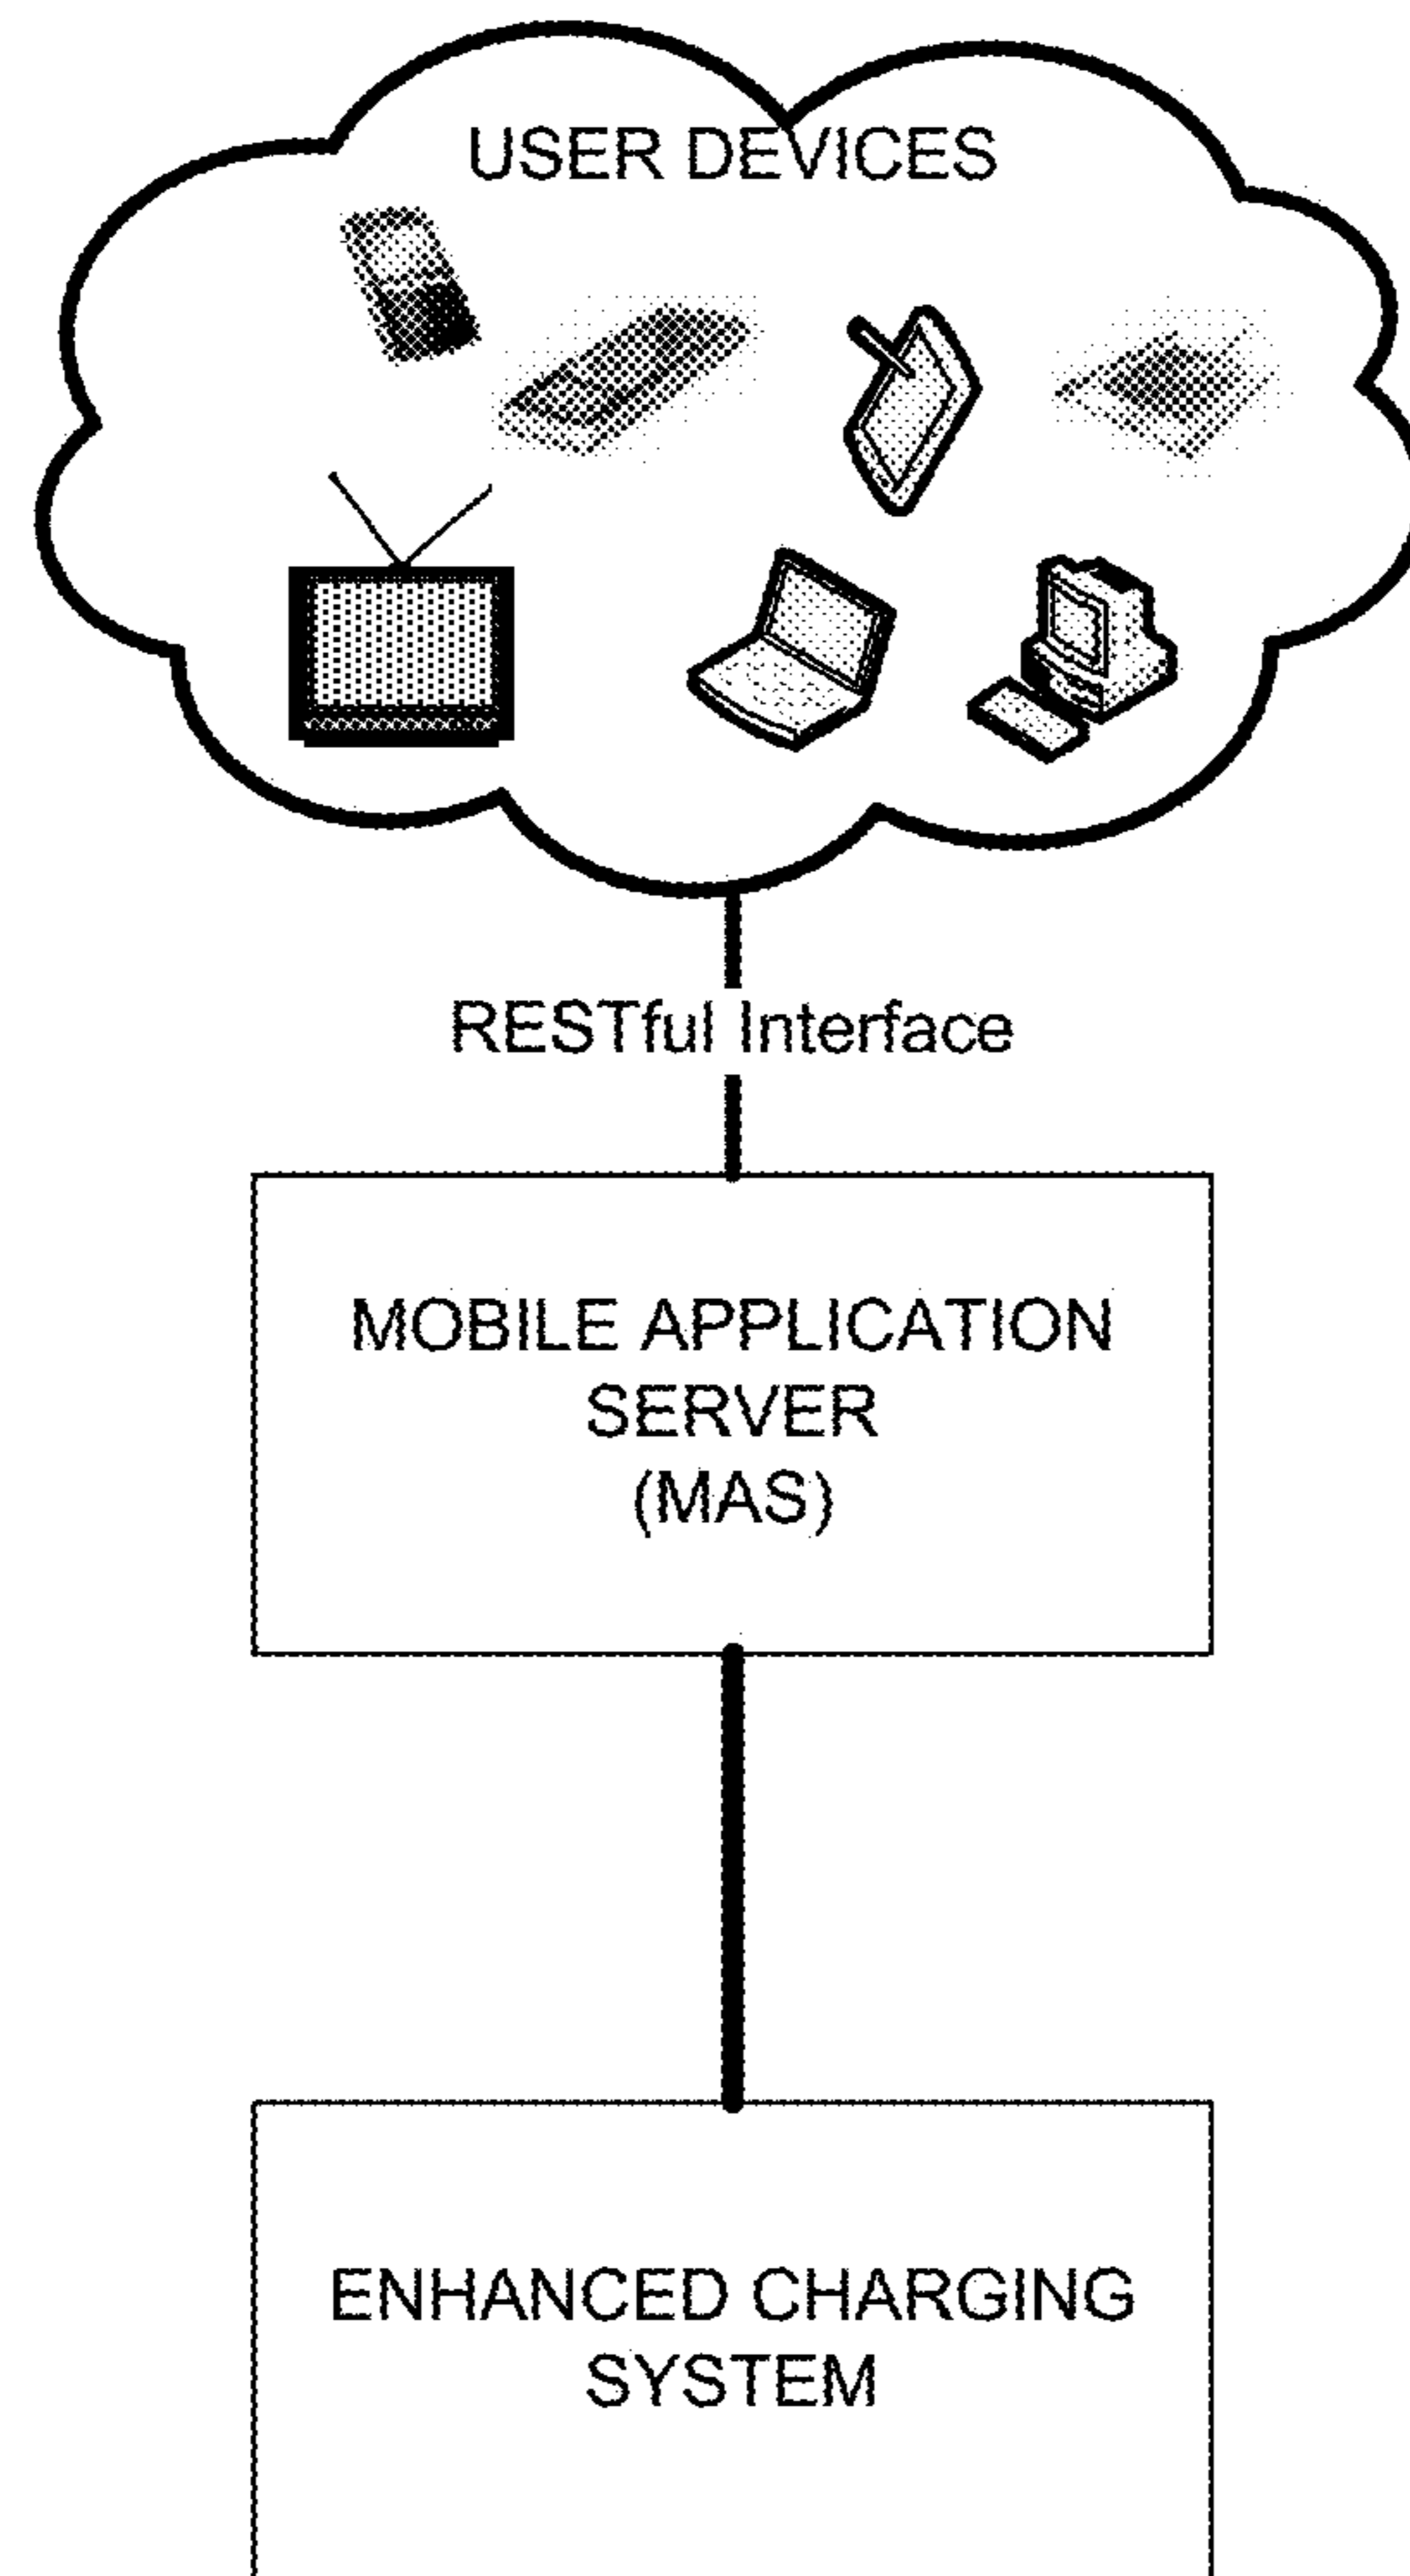 USER DEVICES
RESTful Interface
MOBILE APPLICATION
SERVER
(MAS)
ENHANCED CHARGING
SYSTEM